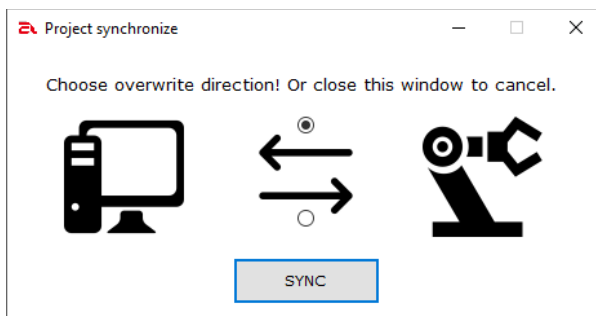 Project synchronize
Choose overwrite direction! Or close this window to cancel.
SYNC